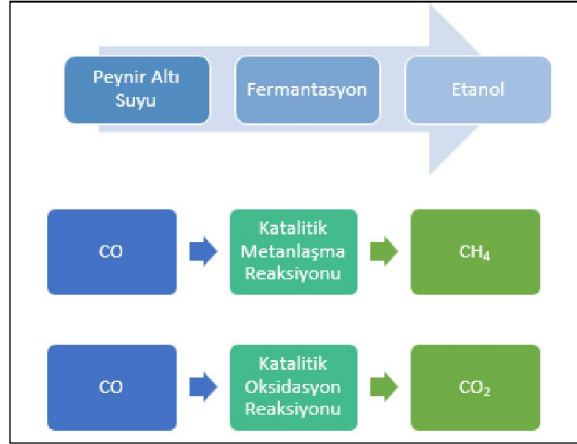 Peynir Altı
Suyu
Fermantasyon
Etanol
CO
Katalitik
Metanlaşma
Reaksiyonu
CH₄
CO
Katalitik
Oksidasyon
Reaksiyonu
CO₂